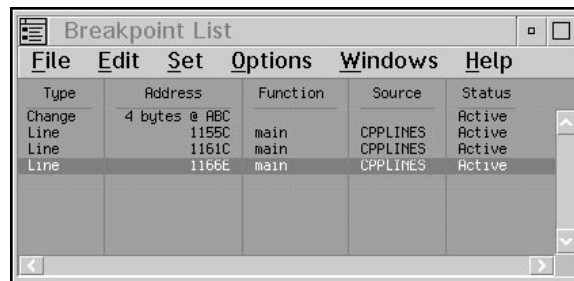 Breakpoint List
File Edit Set Options Windows Help
Type Address Function Source Status
Change 4 bytes @ ABC Active
Line 1155C main CPPLINES Active
Line 1161C main CPPLINES Active
Line 1166E main CPPLINES Active